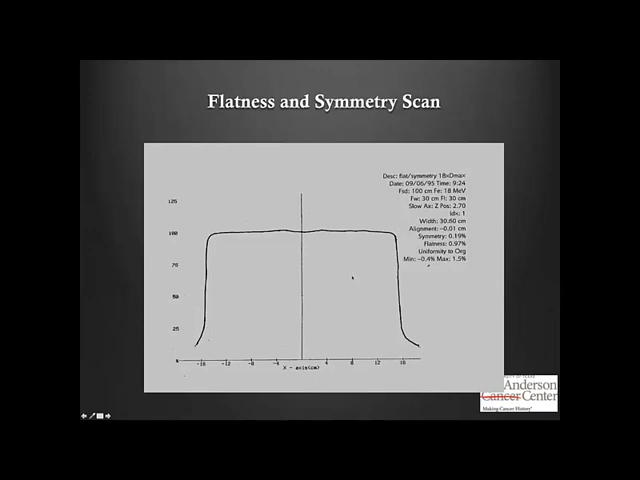 Flatness and Symmetry Scan
Desc: flat/symmetry 18xDmax
Date: 09/06/95 Time: 9:24
Fsd: 100 cm Fe: 18 MeV
Fw: 30 cm Fl: 30 cm
Slow Ax: Z Pos: 2.70
idx: 1
Width: 30.60 cm
Alignment: -0.01 cm
Symmetry: 0.19%
Flatness: 0.97%
Uniformity to Org
Min: -0.4% Max: 1.5%
125
100
75
50
25
-16 -12 -8 -4 4 8 12 16
X - axis(cm)
Anderson
Cancer Center
Making Cancer History®